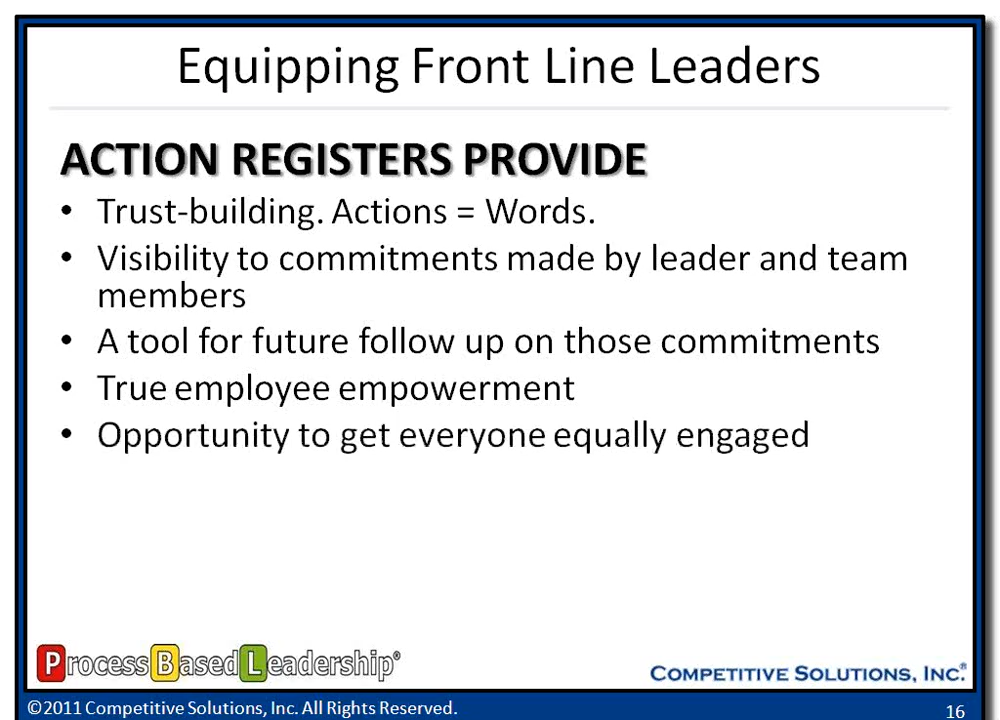 Equipping Front Line Leaders
ACTION REGISTERS PROVIDE
• Trust-building. Actions = Words.
• Visibility to commitments made by leader and team
members
• A tool for future follow up on those commitments
• True employee empowerment
• Opportunity to get everyone equally engaged
Process Based Leadership®
COMPETITIVE SOLUTIONS, INC.®
©2011 Competitive Solutions, Inc. All Rights Reserved.
16